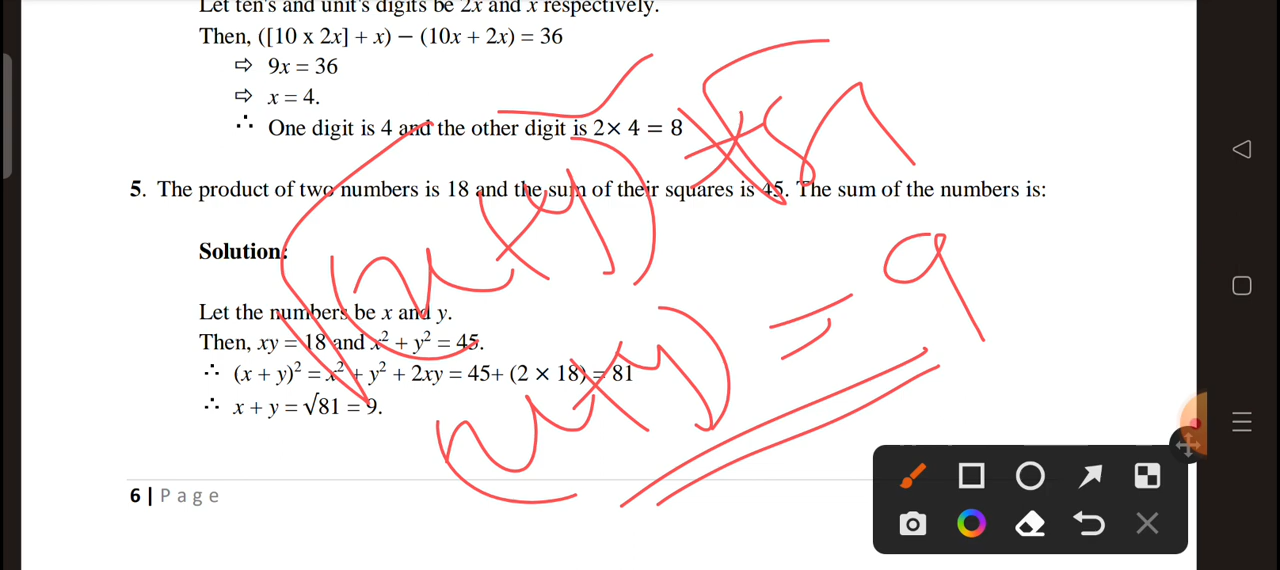 Let ten's and unit's digits be 2x and x respectively.
Then, ([10 x 2x] + x) − (10x + 2x) = 36
⇨ 9x = 36
⇨ x = 4.
∴ One digit is 4 and the other digit is 2× 4 = 8
5. The product of two numbers is 18 and the sum of their squares is 45. The sum of the numbers is:
Solution:
Let the numbers be x and y.
Then, xy = 18 and x² + y² = 45.
∴ (x + y)² = x² + y² + 2xy = 45+ (2 × 18) = 81
∴ x + y = √81 = 9.
(x+y)
(x+y) = 9
6 | Page